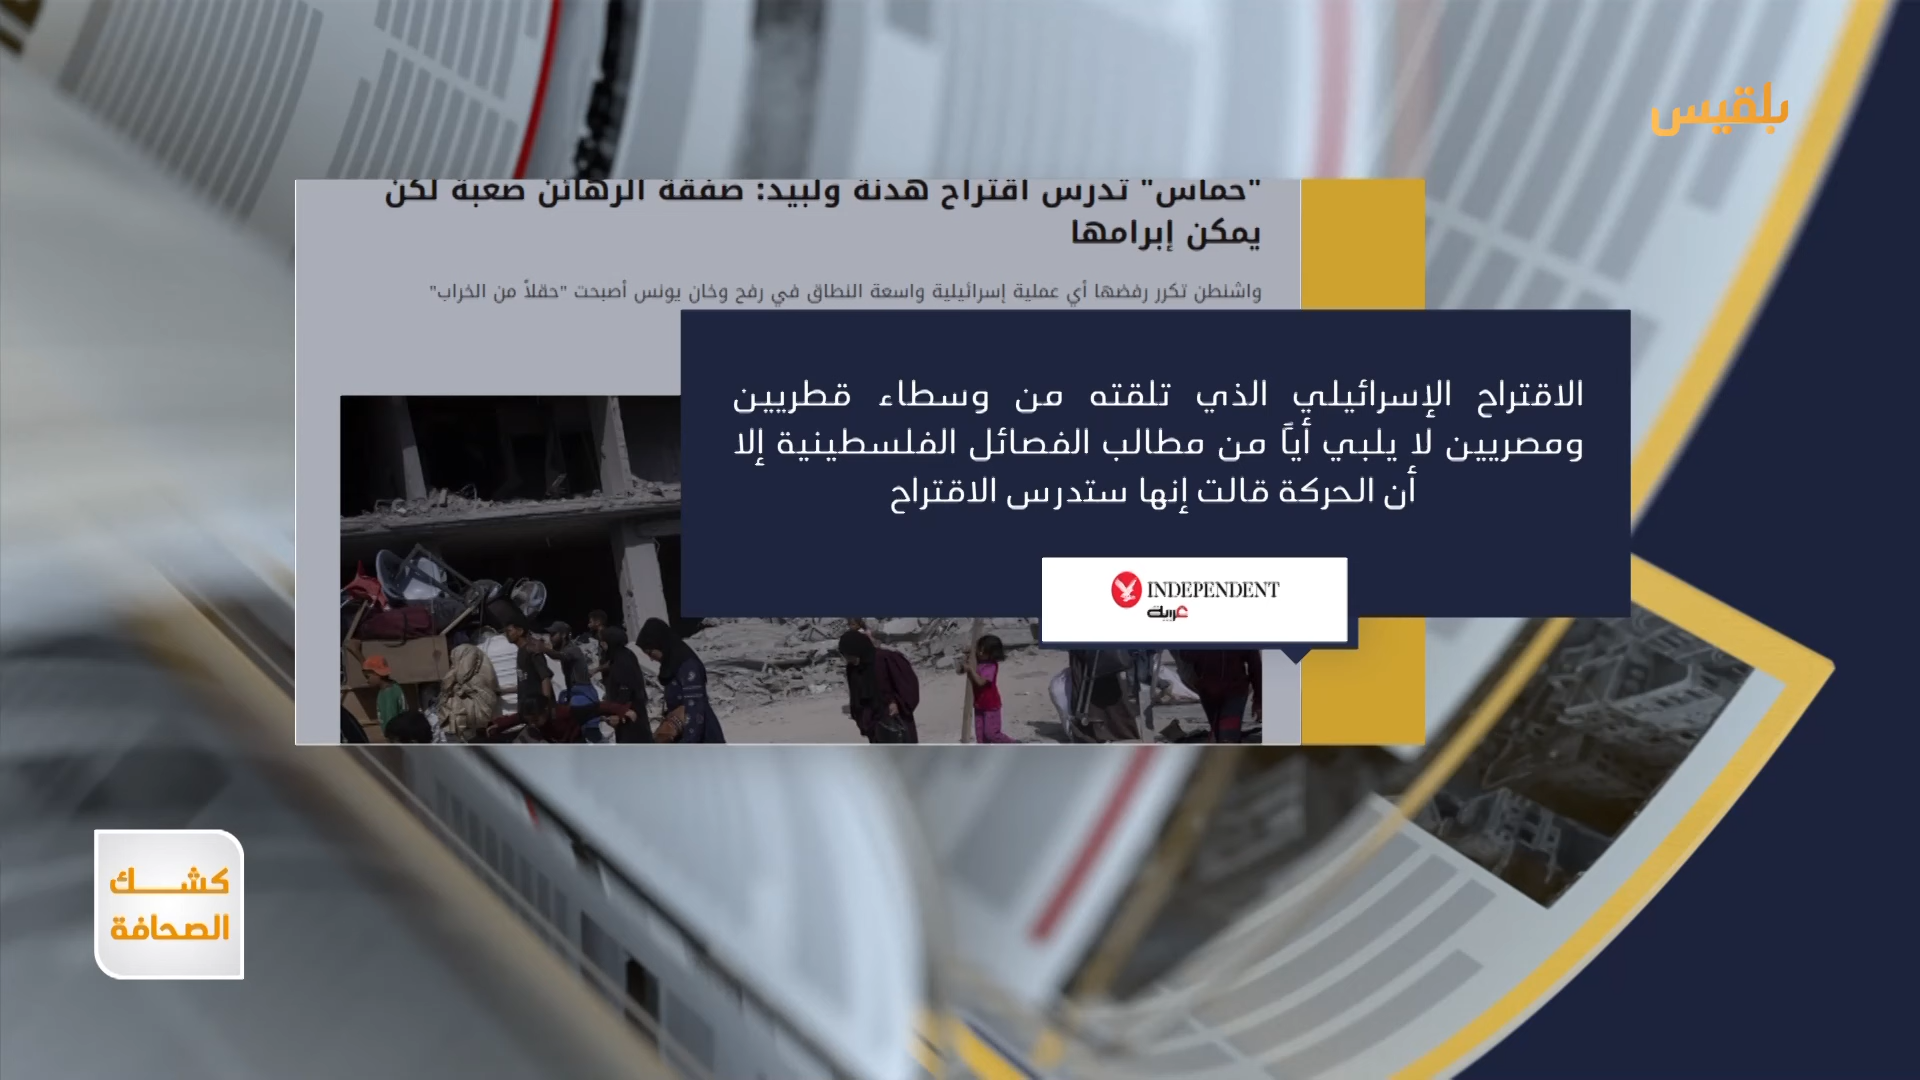 بلقيس
"حماس" تدرس اقتراح هدنة ولبيد: صفقة الرهائن صعبة لكن
يمكن إبرامها
واشنطن تكرر رفضها أي عملية إسرائيلية واسعة النطاق في رفح وخان يونس أصبحت "حقلاً من الخراب"
الاقتراح الإسرائيلي الذي تلقته من وسطاء قطريين
ومصريين لا يلبي أياً من مطالب الفصائل الفلسطينية إلا
أن الحركة قالت إنها ستدرس الاقتراح
INDEPENDENT
عربية
كشك
الصحافة